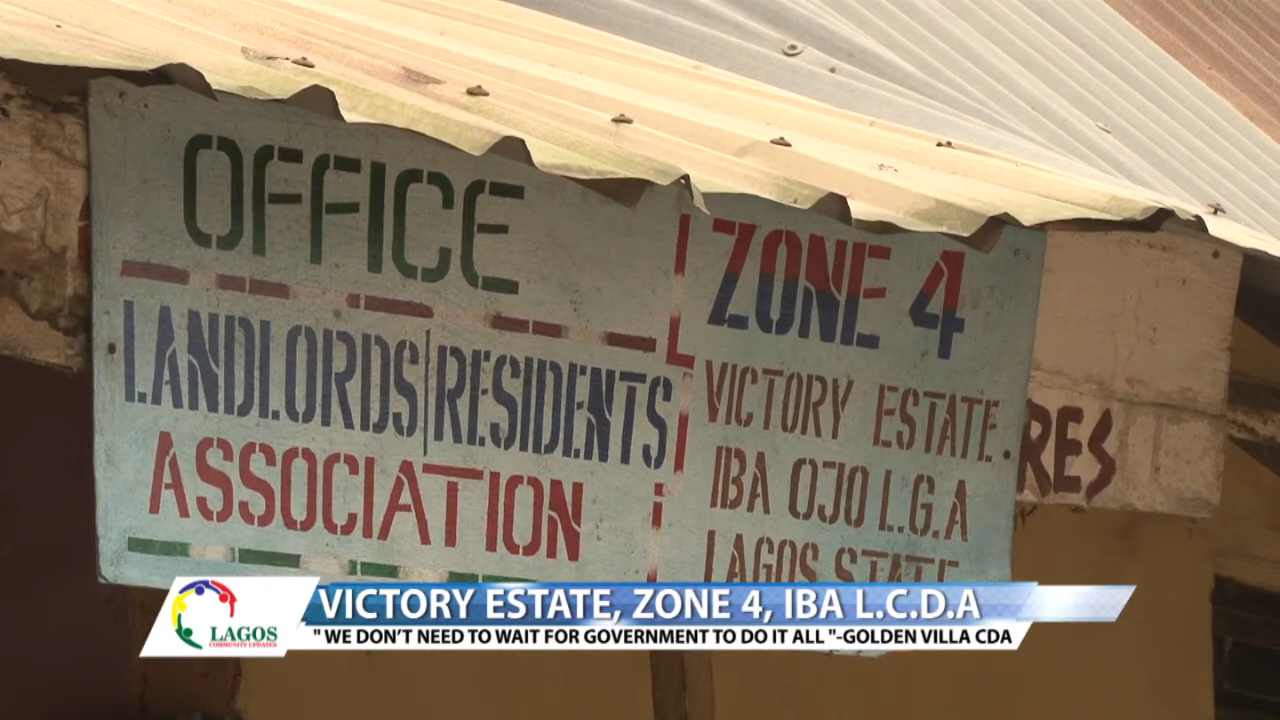 OFFICE
LANDLORDS|RESIDENTS
ASSOCIATION
ZONE 4
VICTORY ESTATE.
IBA OJO L.G.A
LAGOS STATE
RES
VICTORY ESTATE, ZONE 4, IBA L.C.D.A
" WE DON'T NEED TO WAIT FOR GOVERNMENT TO DO IT ALL "-GOLDEN VILLA CDA
LAGOS
COMMUNITY UPDATES